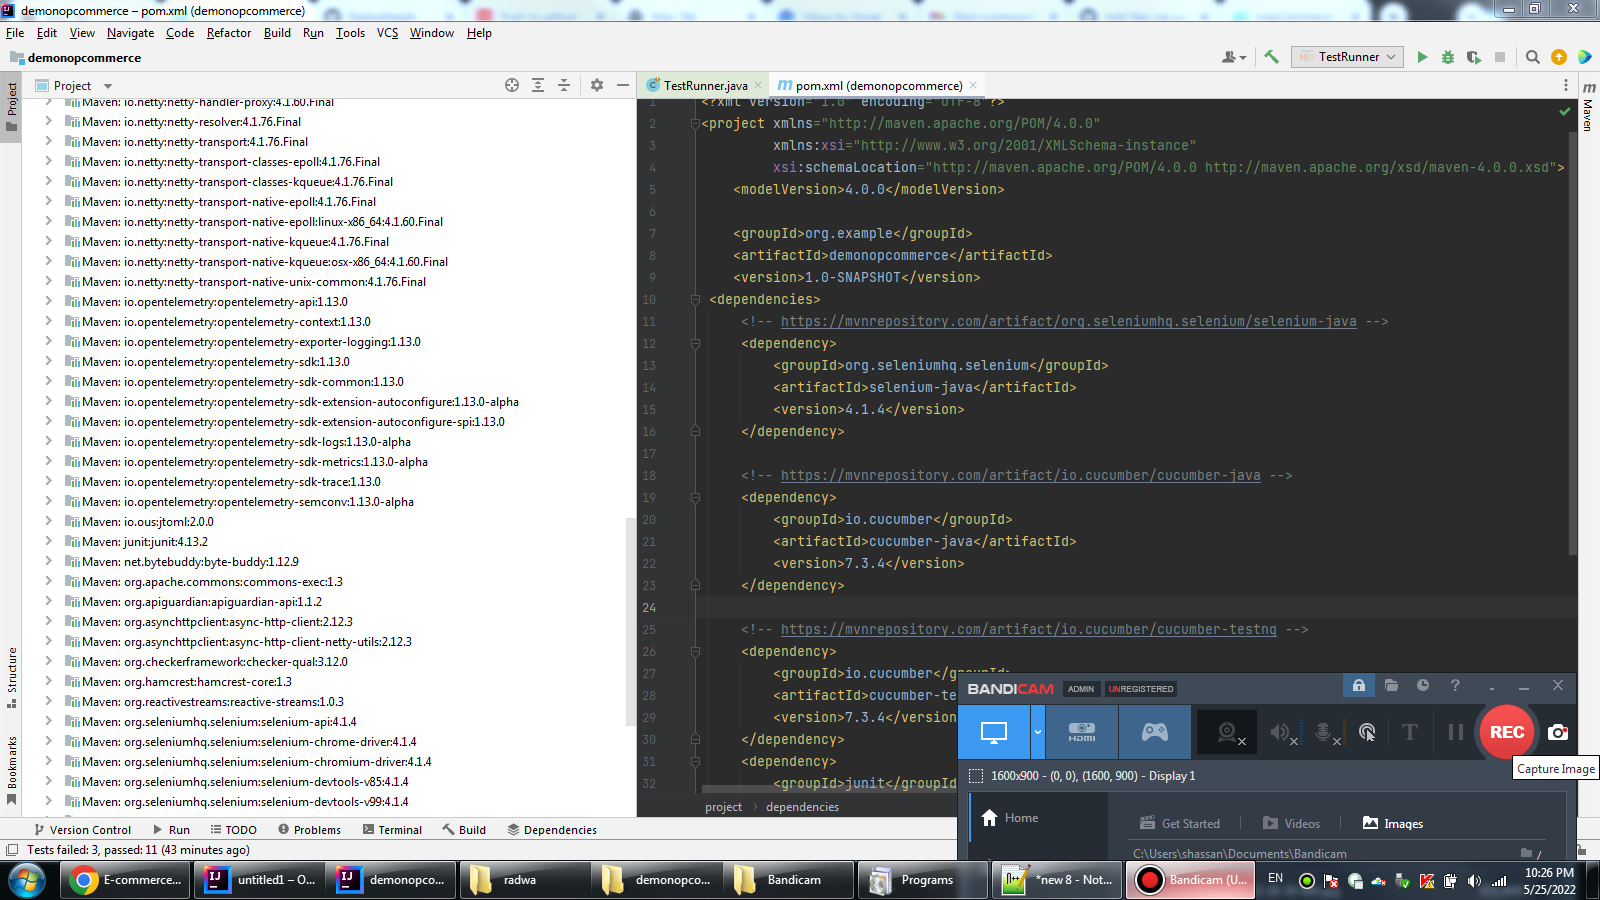 demonopcommerce – pom.xml (demonopcommerce)
File Edit View Navigate Code Refactor Build Run Tools VCS Window Help
demonopcommerce
TestRunner
Project
TestRunner.java
pom.xml (demonopcommerce)
Project
Structure
Bookmarks
Maven
Maven: io.netty:netty-handler-proxy:4.1.60.Final
Maven: io.netty:netty-resolver:4.1.76.Final
Maven: io.netty:netty-transport:4.1.76.Final
Maven: io.netty:netty-transport-classes-epoll:4.1.76.Final
Maven: io.netty:netty-transport-classes-kqueue:4.1.76.Final
Maven: io.netty:netty-transport-native-epoll:4.1.76.Final
Maven: io.netty:netty-transport-native-epoll:linux-x86_64:4.1.60.Final
Maven: io.netty:netty-transport-native-kqueue:4.1.76.Final
Maven: io.netty:netty-transport-native-kqueue:osx-x86_64:4.1.60.Final
Maven: io.netty:netty-transport-native-unix-common:4.1.76.Final
Maven: io.opentelemetry:opentelemetry-api:1.13.0
Maven: io.opentelemetry:opentelemetry-context:1.13.0
Maven: io.opentelemetry:opentelemetry-exporter-logging:1.13.0
Maven: io.opentelemetry:opentelemetry-sdk:1.13.0
Maven: io.opentelemetry:opentelemetry-sdk-common:1.13.0
Maven: io.opentelemetry:opentelemetry-sdk-extension-autoconfigure:1.13.0-alpha
Maven: io.opentelemetry:opentelemetry-sdk-extension-autoconfigure-spi:1.13.0
Maven: io.opentelemetry:opentelemetry-sdk-logs:1.13.0-alpha
Maven: io.opentelemetry:opentelemetry-sdk-metrics:1.13.0-alpha
Maven: io.opentelemetry:opentelemetry-sdk-trace:1.13.0
Maven: io.opentelemetry:opentelemetry-semconv:1.13.0-alpha
Maven: io.ous:jtoml:2.0.0
Maven: junit:junit:4.13.2
Maven: net.bytebuddy:byte-buddy:1.12.9
Maven: org.apache.commons:commons-exec:1.3
Maven: org.apiguardian:apiguardian-api:1.1.2
Maven: org.asynchttpclient:async-http-client:2.12.3
Maven: org.asynchttpclient:async-http-client-netty-utils:2.12.3
Maven: org.checkerframework:checker-qual:3.12.0
Maven: org.hamcrest:hamcrest-core:1.3
Maven: org.reactivestreams:reactive-streams:1.0.3
Maven: org.seleniumhq.selenium:selenium-api:4.1.4
Maven: org.seleniumhq.selenium:selenium-chrome-driver:4.1.4
Maven: org.seleniumhq.selenium:selenium-chromium-driver:4.1.4
Maven: org.seleniumhq.selenium:selenium-devtools-v85:4.1.4
Maven: org.seleniumhq.selenium:selenium-devtools-v99:4.1.4
1 <?xml version="1.0" encoding="UTF-8"?>
2 <project xmlns="http://maven.apache.org/POM/4.0.0"
3 xmlns:xsi="http://www.w3.org/2001/XMLSchema-instance"
4 xsi:schemaLocation="http://maven.apache.org/POM/4.0.0 http://maven.apache.org/xsd/maven-4.0.0.xsd">
5 <modelVersion>4.0.0</modelVersion>
6
7 <groupId>org.example</groupId>
8 <artifactId>demonopcommerce</artifactId>
9 <version>1.0-SNAPSHOT</version>
10 <dependencies>
11 <!-- https://mvnrepository.com/artifact/org.seleniumhq.selenium/selenium-java -->
12 <dependency>
13 <groupId>org.seleniumhq.selenium</groupId>
14 <artifactId>selenium-java</artifactId>
15 <version>4.1.4</version>
16 </dependency>
17
18 <!-- https://mvnrepository.com/artifact/io.cucumber/cucumber-java -->
19 <dependency>
20 <groupId>io.cucumber</groupId>
21 <artifactId>cucumber-java</artifactId>
22 <version>7.3.4</version>
23 </dependency>
24
25 <!-- https://mvnrepository.com/artifact/io.cucumber/cucumber-testng -->
26 <dependency>
27 <groupId>io.cucumber</groupId>
28 <artifactId>cucumber-te
29 <version>7.3.4</version>
30 </dependency>
31 <dependency>
32 <groupId>junit</groupId
project dependencies
BANDICAM ADMIN UNREGISTERED
HDMI
T
REC
Capture Image
1600x900 - (0, 0), (1600, 900) - Display 1
Home
Get Started Videos Images
C:\Users\shassan\Documents\Bandicam
Version Control Run TODO Problems Terminal Build Dependencies
Tests failed: 3, passed: 11 (43 minutes ago)
E-commerce...
untitled1 – O...
demonopco...
radwa
demonopco...
Bandicam
Programs
*new 8 - Not...
Bandicam (U...
EN
10:26 PM
5/25/2022